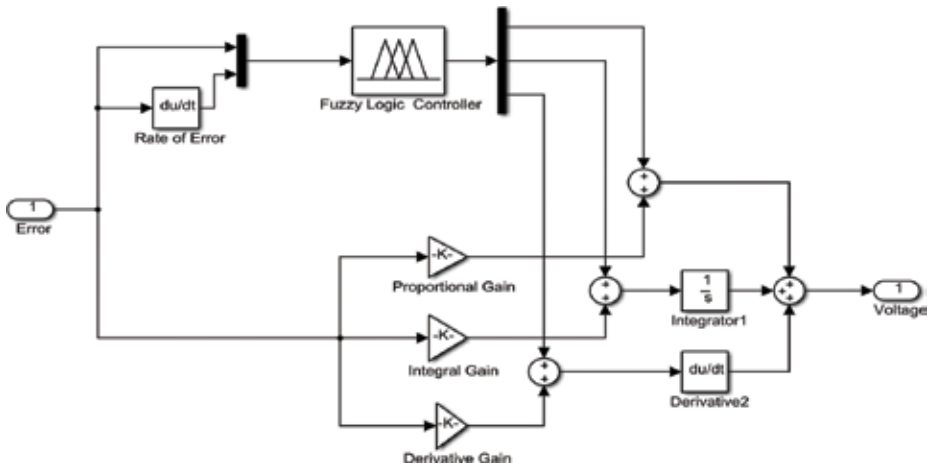 du/dt
Rate of Error
Fuzzy Logic Controller
1
Error
+
+
-K-
Proportional Gain
+
+
1
s
Integrator1
+
+
+
1
Voltage
-K-
Integral Gain
+
+
du/dt
Derivative2
-K-
Derivative Gain